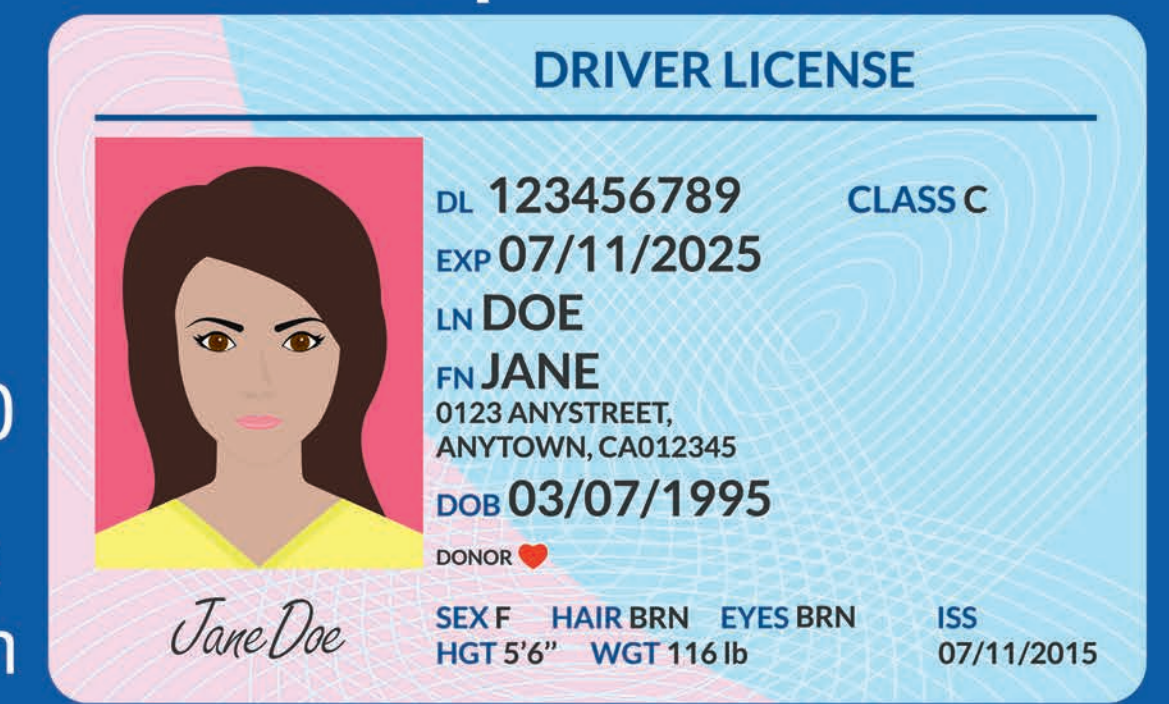 DRIVER LICENSE
DL 123456789 CLASS C
EXP 07/11/2025
LN DOE
FN JANE
0123 ANYSTREET,
ANYTOWN, CA012345
DOB 03/07/1995
DONOR
Jane Doe
SEX F HAIR BRN EYES BRN ISS
HGT 5'6” WGT 116 lb 07/11/2015